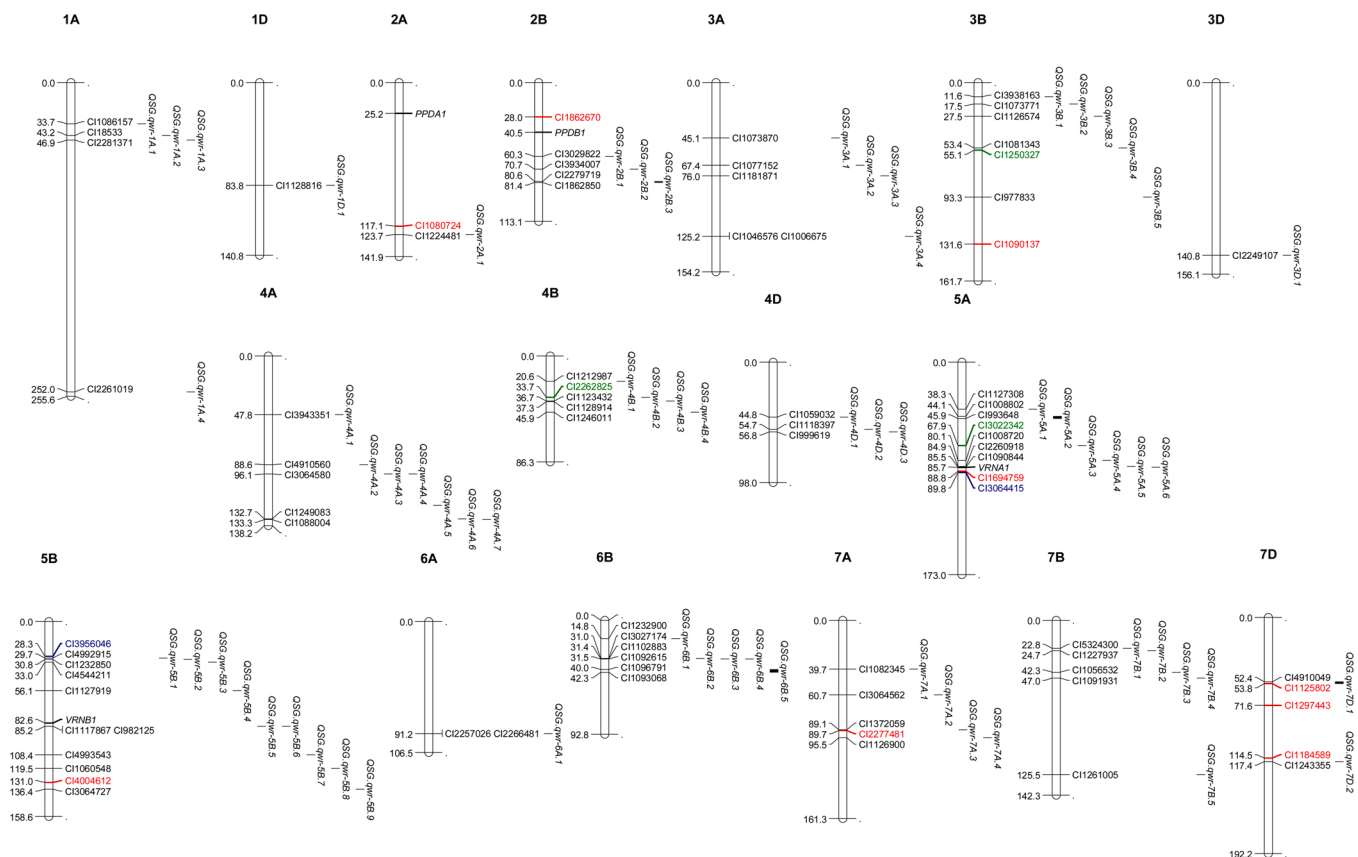 1A
0.0
33.7 CI1086157
43.2 CI18533
46.9 CI2281371
252.0 CI2261019
255.6
QSG.qwr-1A.1
QSG.qwr-1A.2
QSG.qwr-1A.3
QSG.qwr-1A.4
1D
0.0
83.8 CI1128816
140.8
QSG.qwr-1D.1
2A
0.0
25.2 PPDA1
117.1 CI1080724
123.7 CI1224481
141.9
QSG.qwr-2A.1
2B
0.0
28.0 CI1862670
40.5 PPDB1
60.3 CI3029822
70.7 CI3934007
80.6 CI2279719
81.4 CI1862850
113.1
QSG.qwr-2B.1
QSG.qwr-2B.2
QSG.qwr-2B.3
3A
0.0
45.1 CI1073870
67.4 CI1077152
76.0 CI1181871
125.2 CI1046576 CI1006675
154.2
QSG.qwr-3A.1
QSG.qwr-3A.2
QSG.qwr-3A.3
QSG.qwr-3A.4
3B
0.0
11.6 CI3938163
17.5 CI1073771
27.5 CI1126574
53.4 CI1081343
55.1 CI1250327
93.3 CI977833
131.6 CI1090137
161.7
QSG.qwr-3B.1
QSG.qwr-3B.2
QSG.qwr-3B.3
QSG.qwr-3B.4
QSG.qwr-3B.5
3D
0.0
140.8 CI2249107
156.1
QSG.qwr-3D.1
4A
0.0
47.8 CI3943351
88.6 CI4910560
96.1 CI3064580
132.7 CI1249083
133.3 CI1088004
138.2
QSG.qwr-4A.1
QSG.qwr-4A.2
QSG.qwr-4A.3
QSG.qwr-4A.4
QSG.qwr-4A.5
QSG.qwr-4A.6
QSG.qwr-4A.7
4B
0.0
20.6 CI1212987
33.7 CI2262825
36.7 CI1123432
37.3 CI1128914
45.9 CI1246011
86.3
QSG.qwr-4B.1
QSG.qwr-4B.2
QSG.qwr-4B.3
QSG.qwr-4B.4
4D
0.0
44.8 CI1059032
54.7 CI1118397
56.8 CI999619
98.0
QSG.qwr-4D.1
QSG.qwr-4D.2
QSG.qwr-4D.3
5A
0.0
38.3 CI1127308
44.1 CI1008802
45.9 CI993648
67.9 CI3022342
80.1 CI1008720
84.9 CI2260918
85.5 CI1090844
85.7 VRNA1
88.8 CI1694759
89.8 CI3064415
173.0
QSG.qwr-5A.1
QSG.qwr-5A.2
QSG.qwr-5A.3
QSG.qwr-5A.4
QSG.qwr-5A.5
QSG.qwr-5A.6
5B
0.0
28.3 CI3956046
29.7 CI4992915
30.8 CI1232850
33.0 CI4544211
56.1 CI1127919
82.6 VRNB1
85.2 CI1117867 CI982125
108.4 CI4993543
119.5 CI1060548
131.0 CI4004612
136.4 CI3064727
158.6
QSG.qwr-5B.1
QSG.qwr-5B.2
QSG.qwr-5B.3
QSG.qwr-5B.4
QSG.qwr-5B.5
QSG.qwr-5B.6
QSG.qwr-5B.7
QSG.qwr-5B.8
QSG.qwr-5B.9
6A
0.0
91.2 CI2257026 CI2266481
106.5
QSG.qwr-6A.1
6B
0.0
14.8 CI1232900
31.0 CI3027174
31.4 CI1102883
31.5 CI1092615
40.0 CI1096791
42.3 CI1093068
92.8
QSG.qwr-6B.1
QSG.qwr-6B.2
QSG.qwr-6B.3
QSG.qwr-6B.4
QSG.qwr-6B.5
7A
0.0
39.7 CI1082345
60.7 CI3064562
89.1 CI1372059
89.7 CI2277481
95.5 CI1126900
161.3
QSG.qwr-7A.1
QSG.qwr-7A.2
QSG.qwr-7A.3
QSG.qwr-7A.4
7B
0.0
22.8 CI5324300
24.7 CI1227937
42.3 CI1056532
47.0 CI1091931
125.5 CI1261005
142.3
QSG.qwr-7B.1
QSG.qwr-7B.2
QSG.qwr-7B.3
QSG.qwr-7B.4
QSG.qwr-7B.5
7D
0.0
52.4 CI4910049
53.8 CI1125802
71.6 CI1297443
114.5 CI1184589
117.4 CI1243355
192.2
QSG.qwr-7D.1
QSG.qwr-7D.2